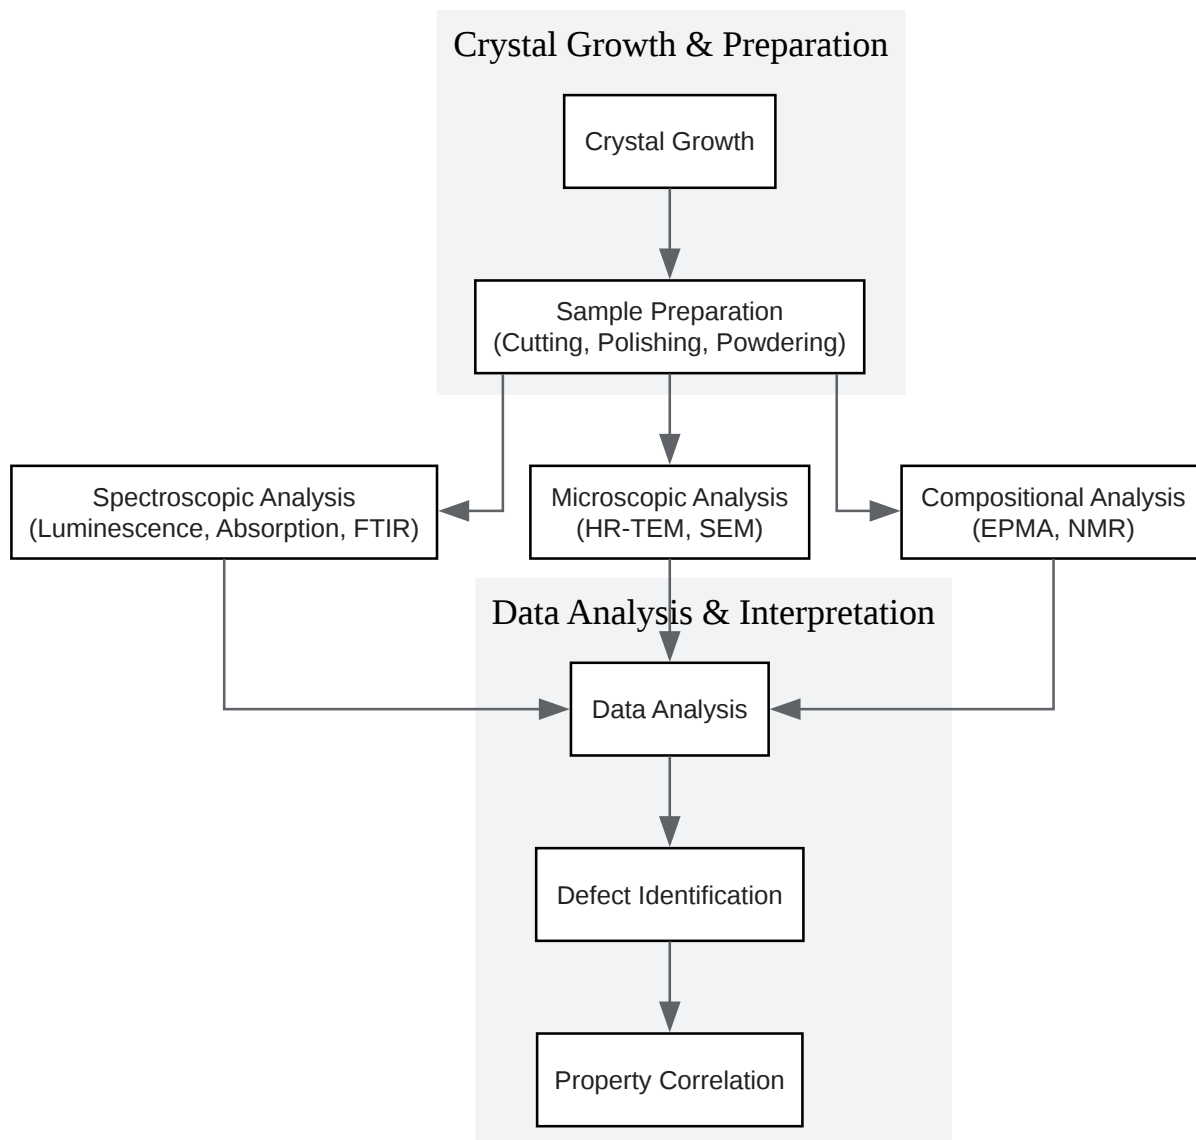 Crystal Growth & Preparation
Crystal Growth
Sample Preparation
(Cutting, Polishing, Powdering)
Spectroscopic Analysis
(Luminescence, Absorption, FTIR)
Microscopic Analysis
(HR-TEM, SEM)
Compositional Analysis
(EPMA, NMR)
Data Analysis & Interpretation
Data Analysis
Defect Identification
Property Correlation